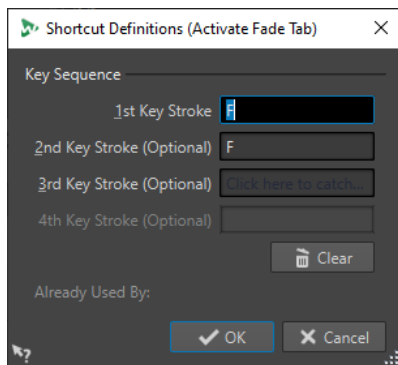 Shortcut Definitions (Activate Fade Tab)
Key Sequence
1st Key Stroke F
2nd Key Stroke (Optional) F
3rd Key Stroke (Optional) Click here to catch...
4th Key Stroke (Optional)
Clear
Already Used By:
OK Cancel
?